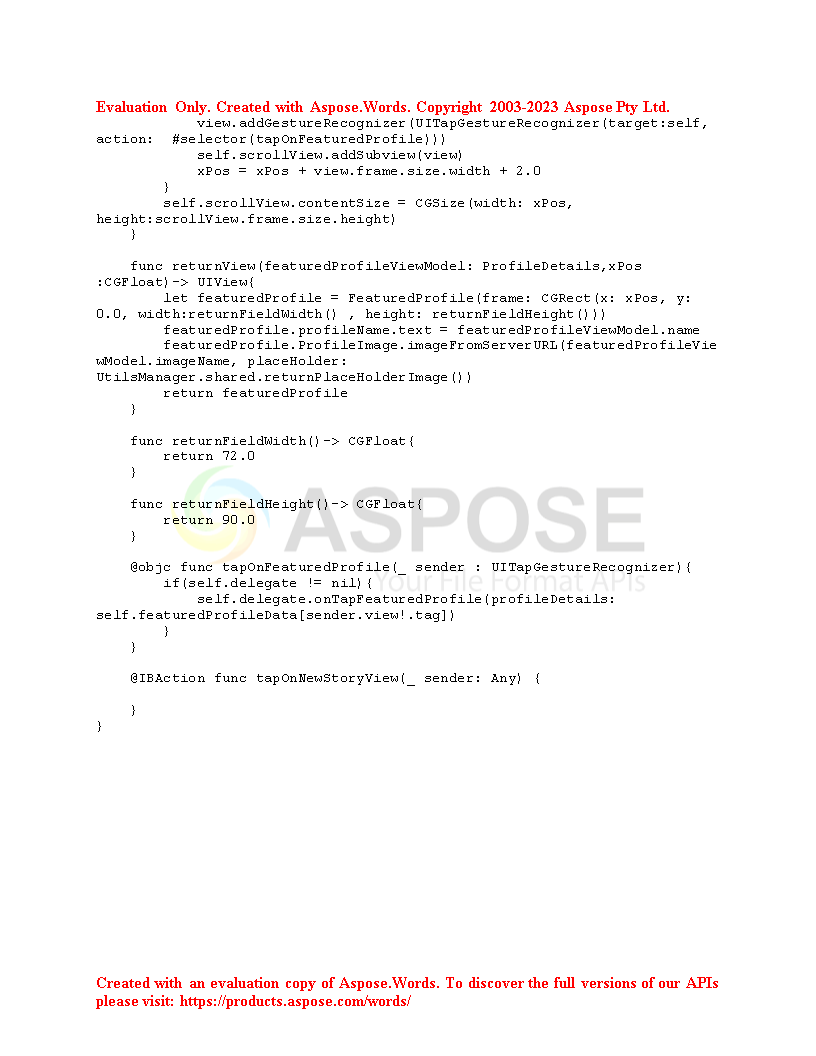 Evaluation Only. Created with Aspose.Words. Copyright 2003-2023 Aspose Pty Ltd.
            view.addGestureRecognizer(UITapGestureRecognizer(target:self,
action:  #selector(tapOnFeaturedProfile)))
            self.scrollView.addSubview(view)
            xPos = xPos + view.frame.size.width + 2.0
        }
        self.scrollView.contentSize = CGSize(width: xPos,
height:scrollView.frame.size.height)
    }

    func returnView(featuredProfileViewModel: ProfileDetails,xPos
:CGFloat)-> UIView{
        let featuredProfile = FeaturedProfile(frame: CGRect(x: xPos, y:
0.0, width:returnFieldWidth() , height: returnFieldHeight()))
        featuredProfile.profileName.text = featuredProfileViewModel.name
        featuredProfile.ProfileImage.imageFromServerURL(featuredProfileVie
wModel.imageName, placeHolder:
UtilsManager.shared.returnPlaceHolderImage())
        return featuredProfile
    }

    func returnFieldWidth()-> CGFloat{
        return 72.0
    }

    func returnFieldHeight()-> CGFloat{
        return 90.0
    }
ASPOSE
Your File Format APIs

    @objc func tapOnFeaturedProfile(_ sender : UITapGestureRecognizer){
        if(self.delegate != nil){
            self.delegate.onTapFeaturedProfile(profileDetails:
self.featuredProfileData[sender.view!.tag])
        }
    }

    @IBAction func tapOnNewStoryView(_ sender: Any) {

    }
}
Created with an evaluation copy of Aspose.Words. To discover the full versions of our APIs
please visit: https://products.aspose.com/words/